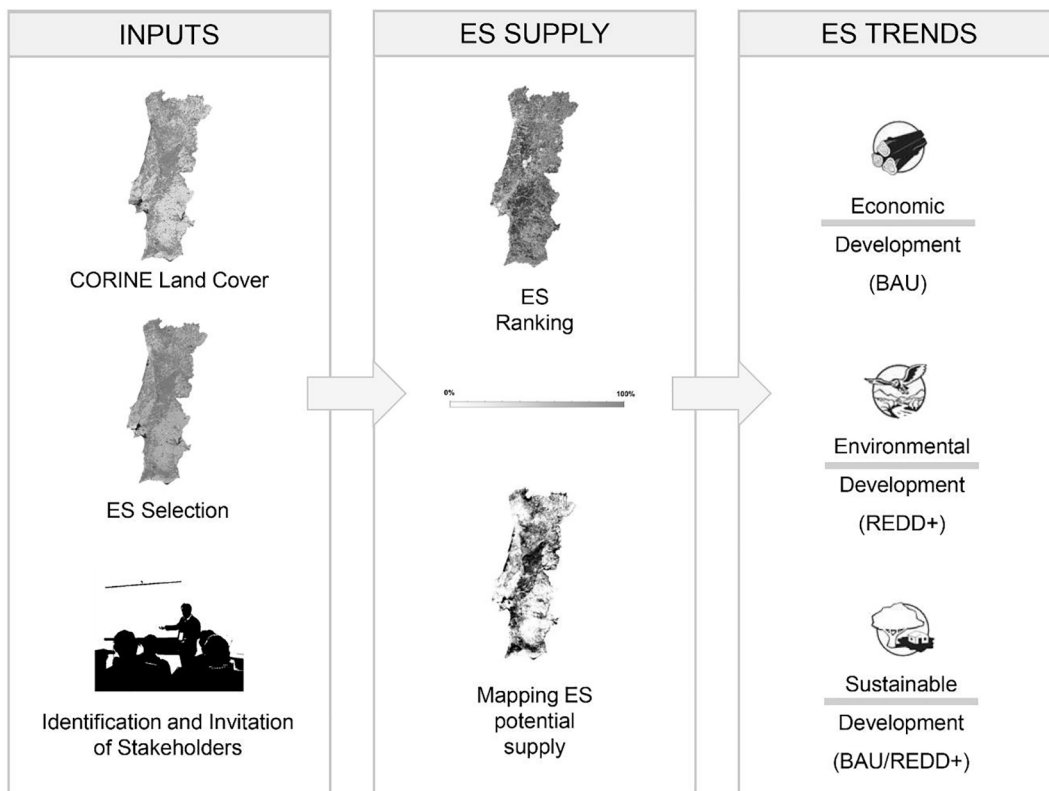 INPUTS
CORINE Land Cover
ES Selection
Identification and Invitation
of Stakeholders
ES SUPPLY
ES
Ranking
0% 100%
Mapping ES
potential
supply
ES TRENDS
Economic
Development
(BAU)
Environmental
Development
(REDD+)
Sustainable
Development
(BAU/REDD+)